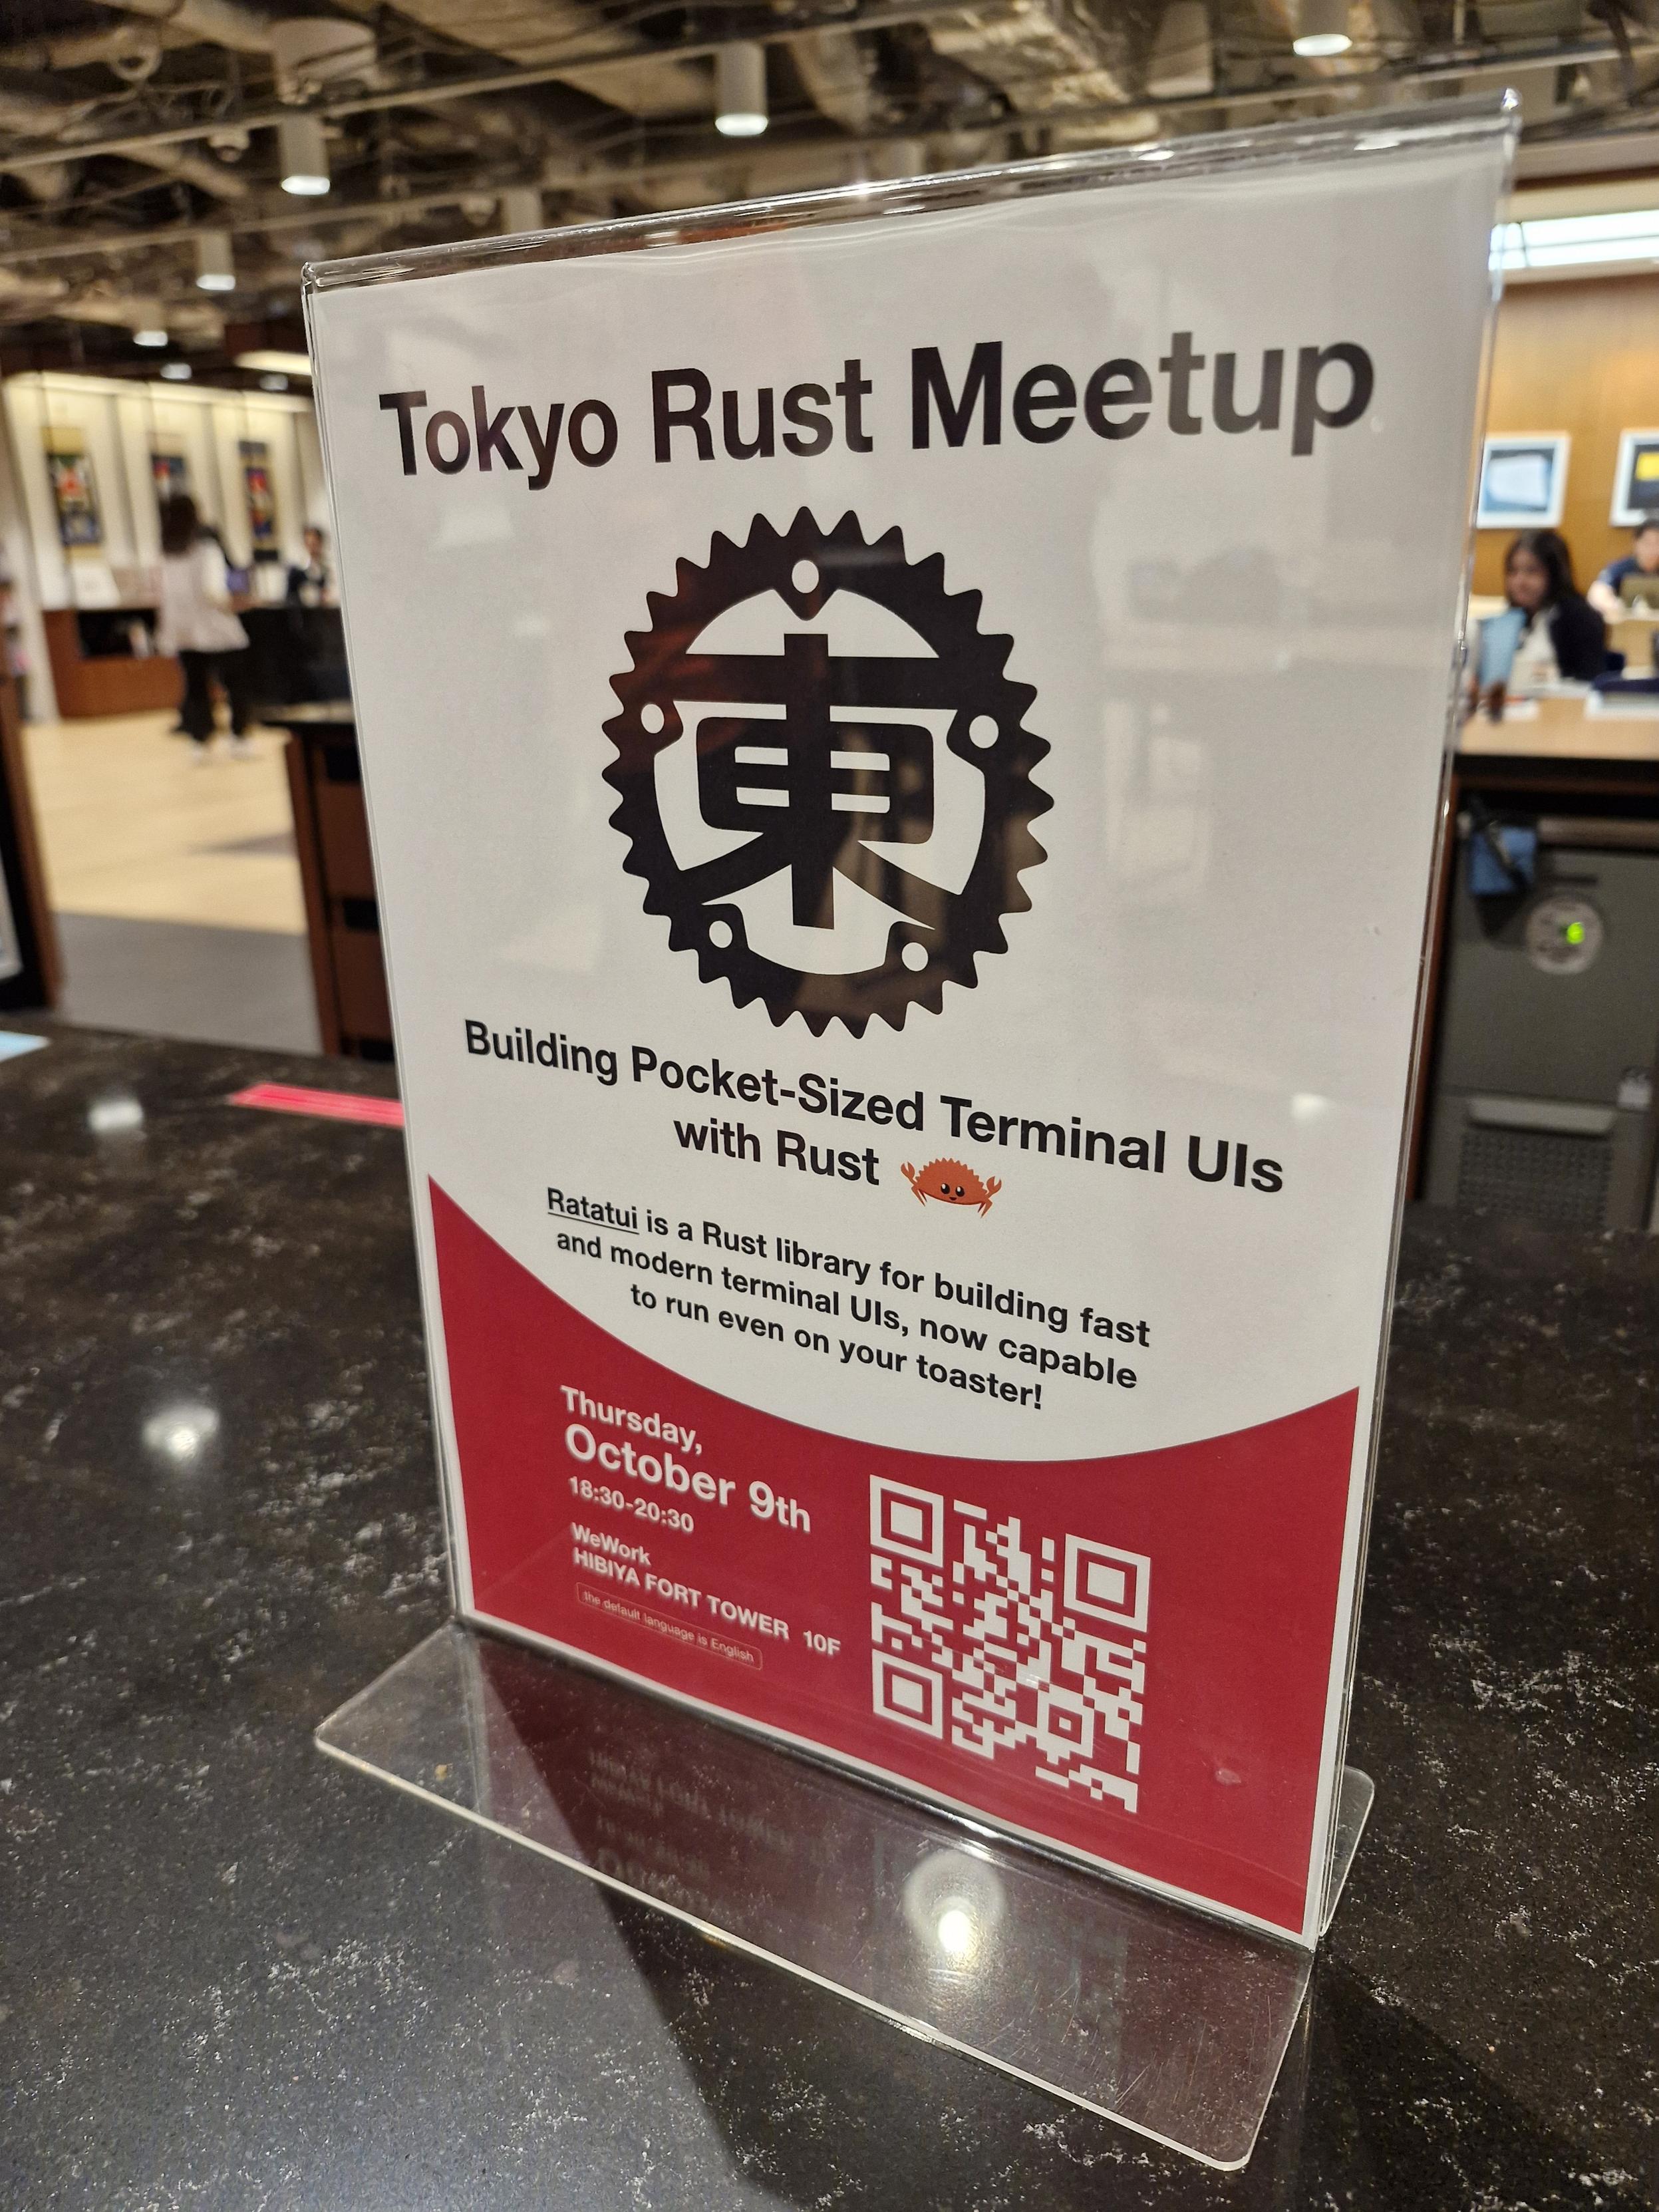 Tokyo Rust Meetup
東
Building Pocket-Sized Terminal UIs
with Rust
Ratatui is a Rust library for building fast
and modern terminal UIs, now capable
to run even on your toaster!
Thursday,
October 9th
18:30-20:30
WeWork
HIBIYA FORT TOWER 10F
the default language is English